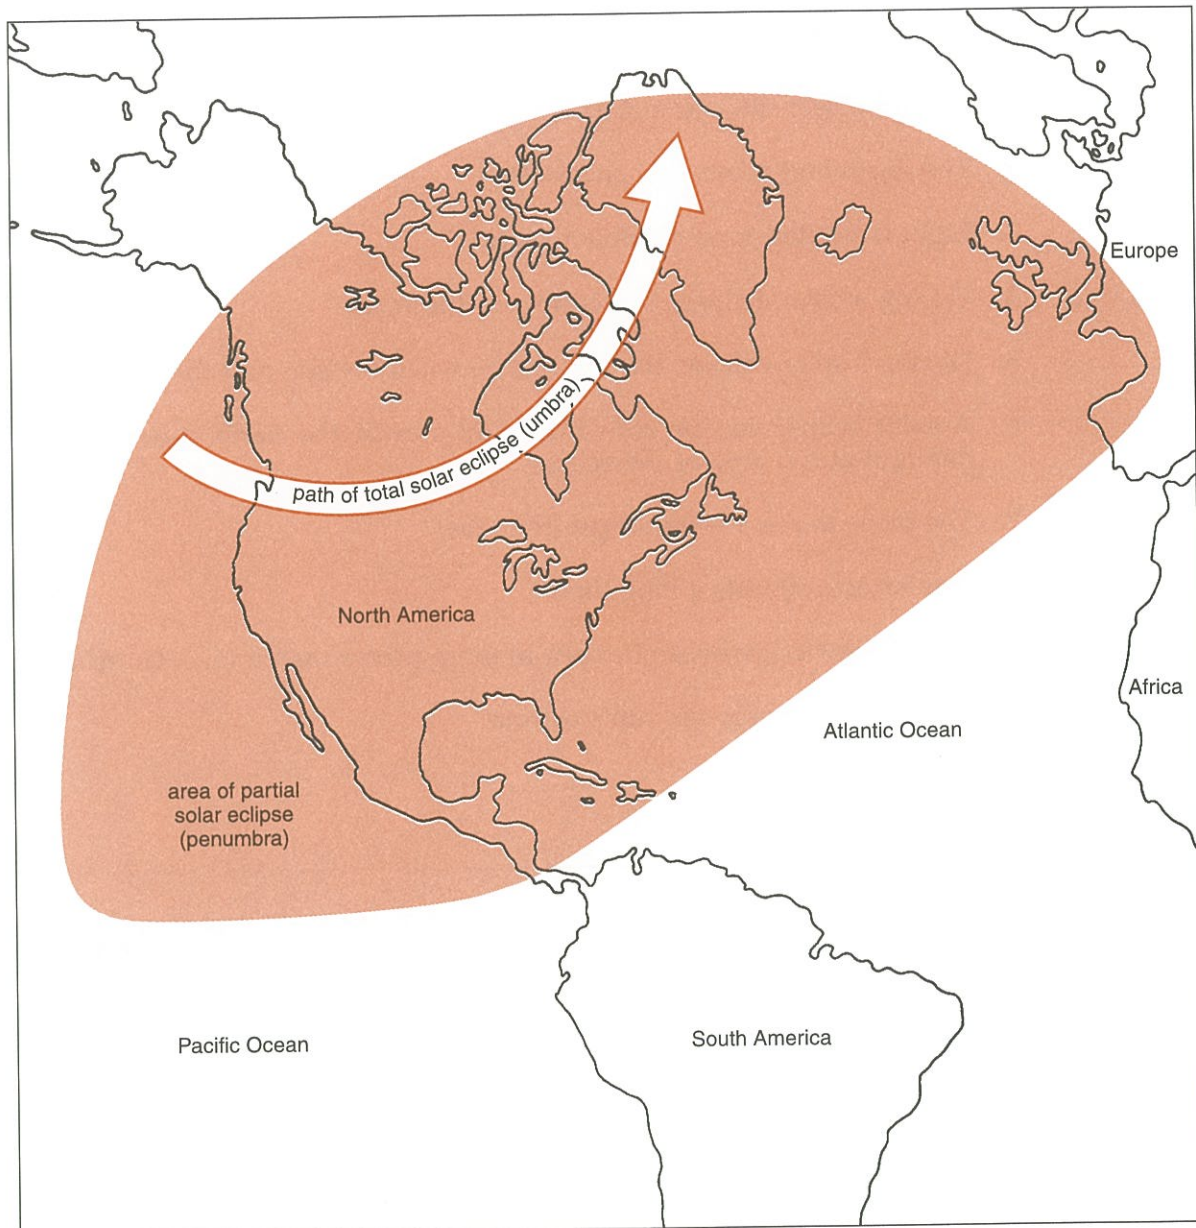 Europe
path of total solar eclipse (umbra)
North America
Africa
Atlantic Ocean
area of partial
solar eclipse
(penumbra)
Pacific Ocean
South America